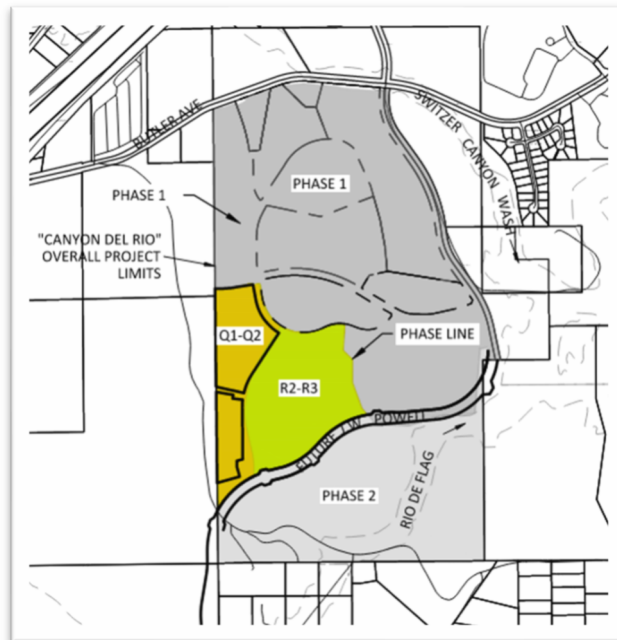 BUTLER AVE
SWITZER CANYON WASH
PHASE 1
PHASE 1
"CANYON DEL RIO"
OVERALL PROJECT
LIMITS
Q1-Q2
PHASE LINE
R2-R3
FUTURE J.W. POWELL
RIO DE FLAG
PHASE 2